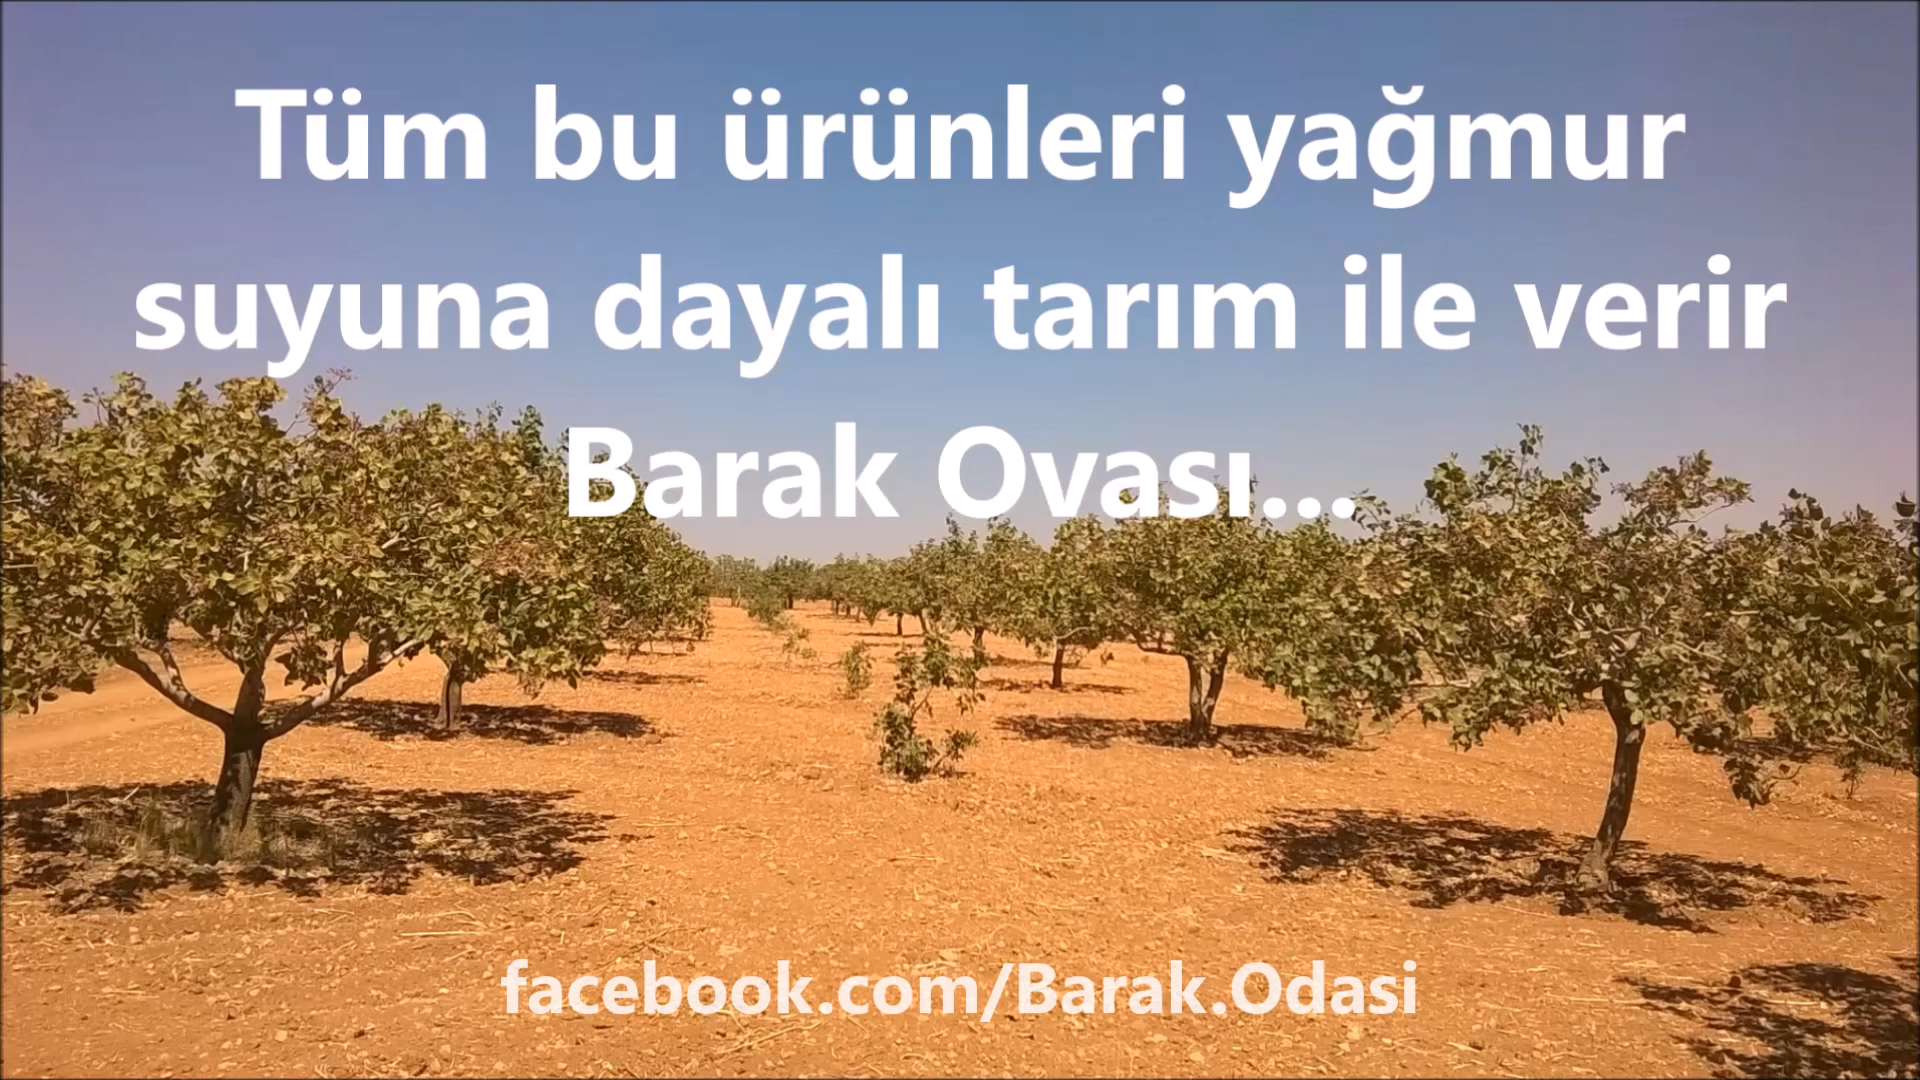 Tüm bu ürünleri yağmur
suyuna dayalı tarım ile verir
Barak Ovası...
facebook.com/Barak.Odasi